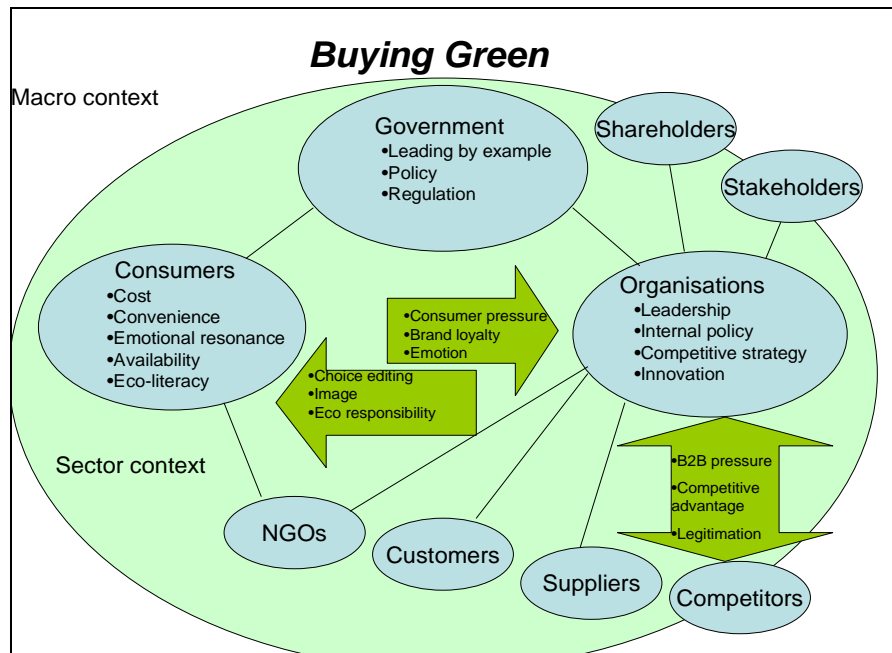 Buying Green
Macro context
Government
•Leading by example
•Policy
•Regulation
Shareholders
Stakeholders
Consumers
•Cost
•Convenience
•Emotional resonance
•Availability
•Eco-literacy
•Consumer pressure
•Brand loyalty
•Emotion
Organisations
•Leadership
•Internal policy
•Competitive strategy
•Innovation
•Choice editing
•Image
•Eco responsibility
Sector context
•B2B pressure
•Competitive
advantage
•Legitimation
NGOs
Customers
Suppliers
Competitors